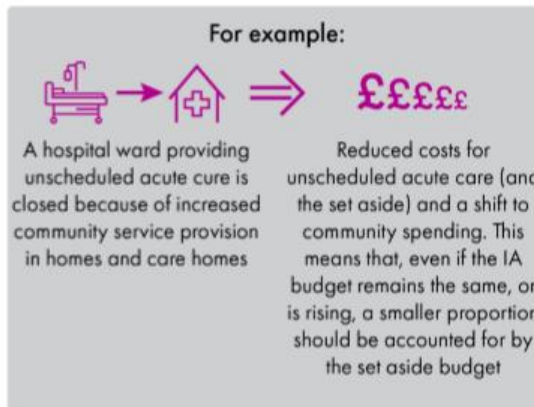 For example:
£££££
A hospital ward providing
unscheduled acute cure is
closed because of increased
community service provision
in homes and care homes
Reduced costs for
unscheduled acute care (and
the set aside) and a shift to
community spending. This
means that, even if the IA
budget remains the same, or
is rising, a smaller proportion
should be accounted for by
the set aside budget